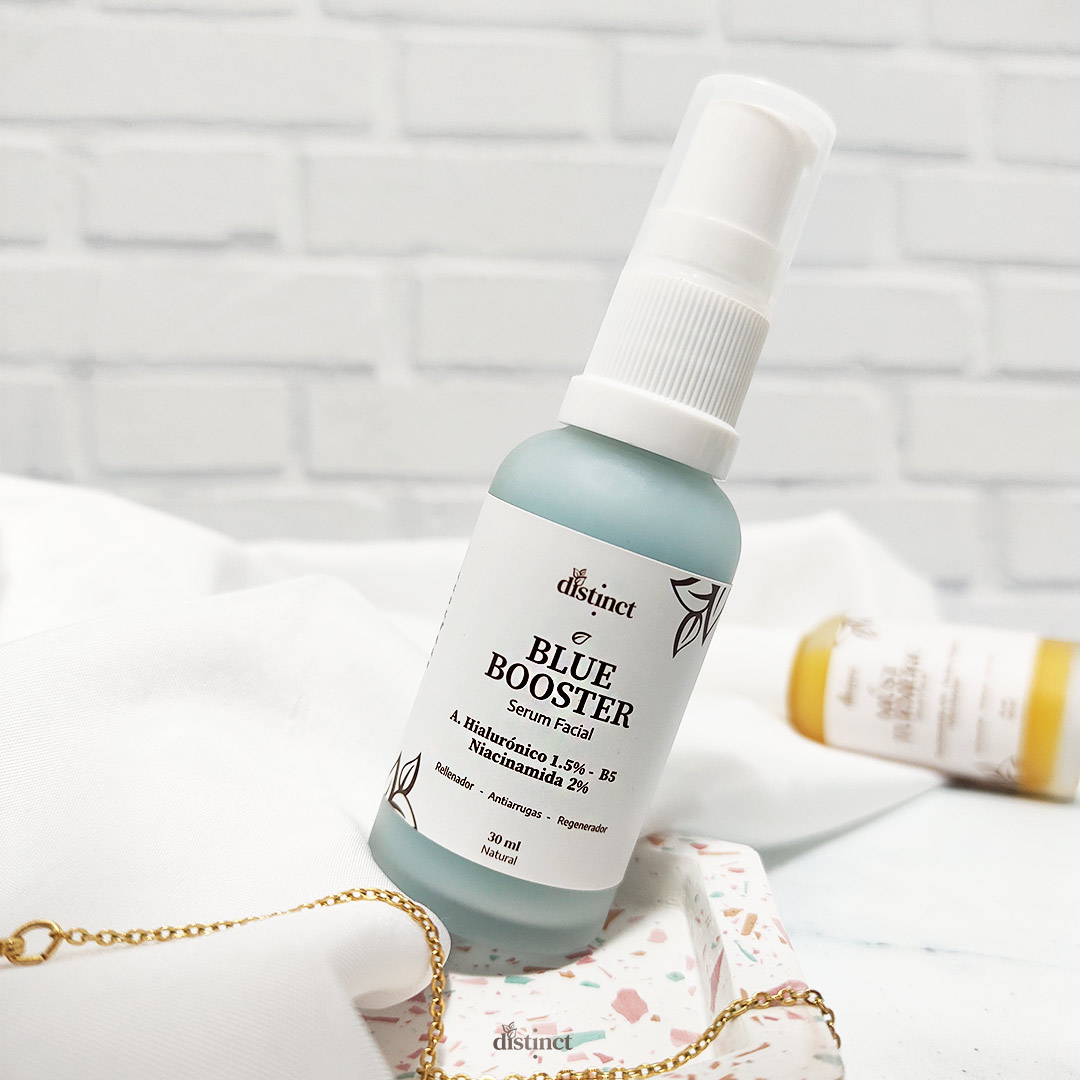 distinct
BLUE
BOOSTER
Serum Facial
A. Hialurónico 1.5% - B5
Niacinamida 2%
Rellenador - Antiarrugas - Regenerador
30 ml
Natural
distinct